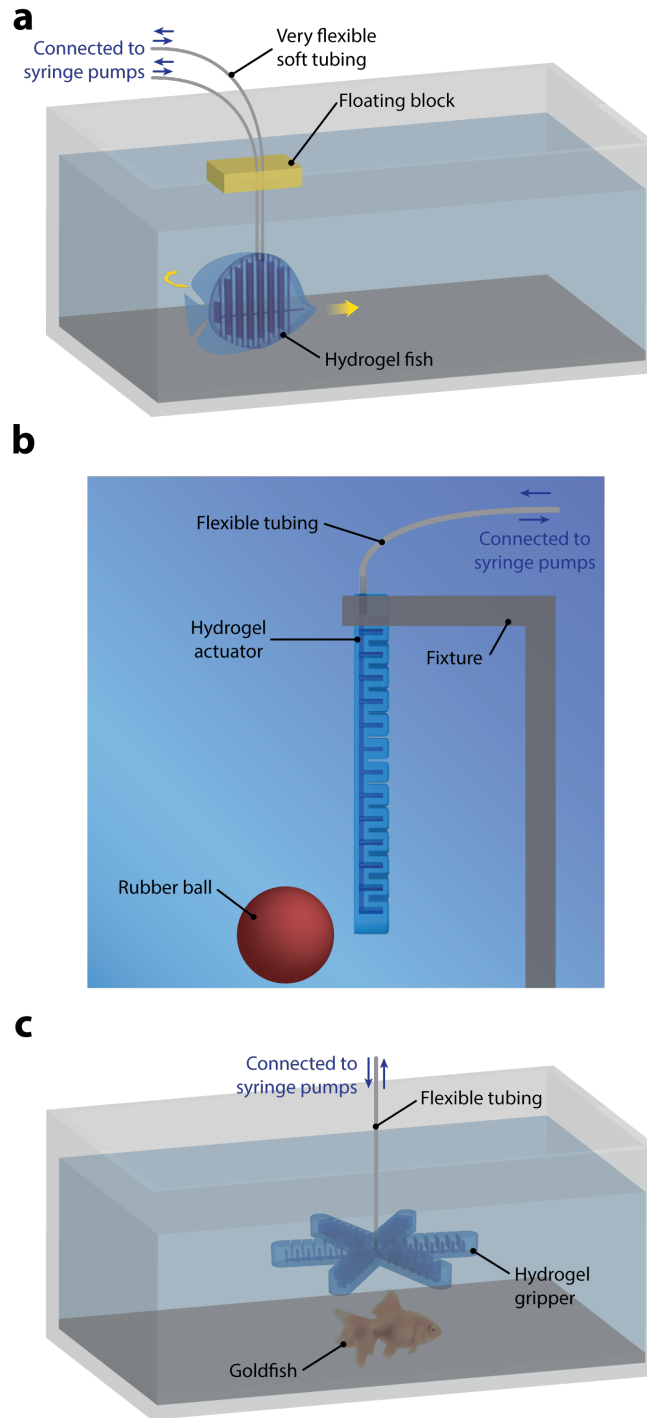 a
Connected to
syringe pumps
Very flexible
soft tubing
Floating block
Hydrogel fish
b
Flexible tubing
Connected to
syringe pumps
Hydrogel
actuator
Fixture
Rubber ball
c
Connected to
syringe pumps
Flexible tubing
Hydrogel
gripper
Goldfish